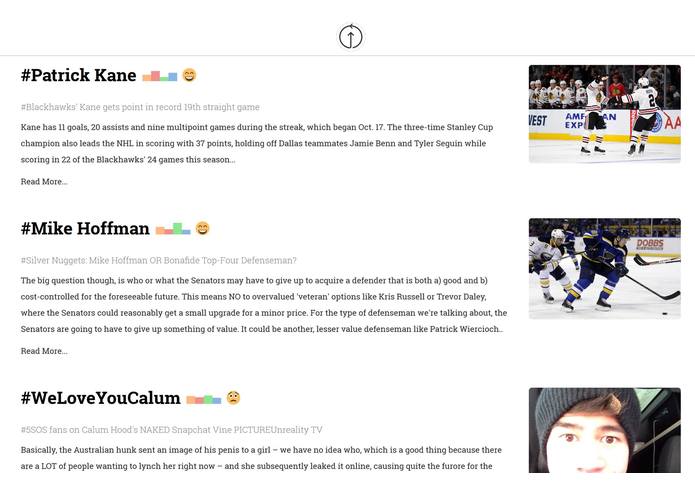 #Patrick Kane
#Blackhawks' Kane gets point in record 19th straight game
Kane has 11 goals, 20 assists and nine multipoint games during the streak, which began Oct. 17. The three-time Stanley Cup
champion also leads the NHL in scoring with 37 points, holding off Dallas teammates Jamie Benn and Tyler Seguin while
scoring in 22 of the Blackhawks' 24 games this season...
Read More...
WEST
AMERICAN
EXP
AA
2
#Mike Hoffman
#Silver Nuggets: Mike Hoffman OR Bonafide Top-Four Defenseman?
The big question though, is who or what the Senators may have to give up to acquire a defender that is both a) good and b)
cost-controlled for the foreseeable future. This means NO to overvalued 'veteran' options like Kris Russell or Trevor Daley,
where the Senators could reasonably get a small upgrade for a minor price. For the type of defenseman we're talking about, the
Senators are going to have to give up something of value. It could be another, lesser value defenseman like Patrick Wiercioch..
Read More...
DOBBS
#WeLoveYouCalum
#5SOS fans on Calum Hood's NAKED Snapchat Vine PICTUREUnreality TV
Basically, the Australian hunk sent an image of his penis to a girl – we have no idea who, which is a good thing because there
are a LOT of people wanting to lynch her right now – and she subsequently leaked it online, causing quite the furore for the